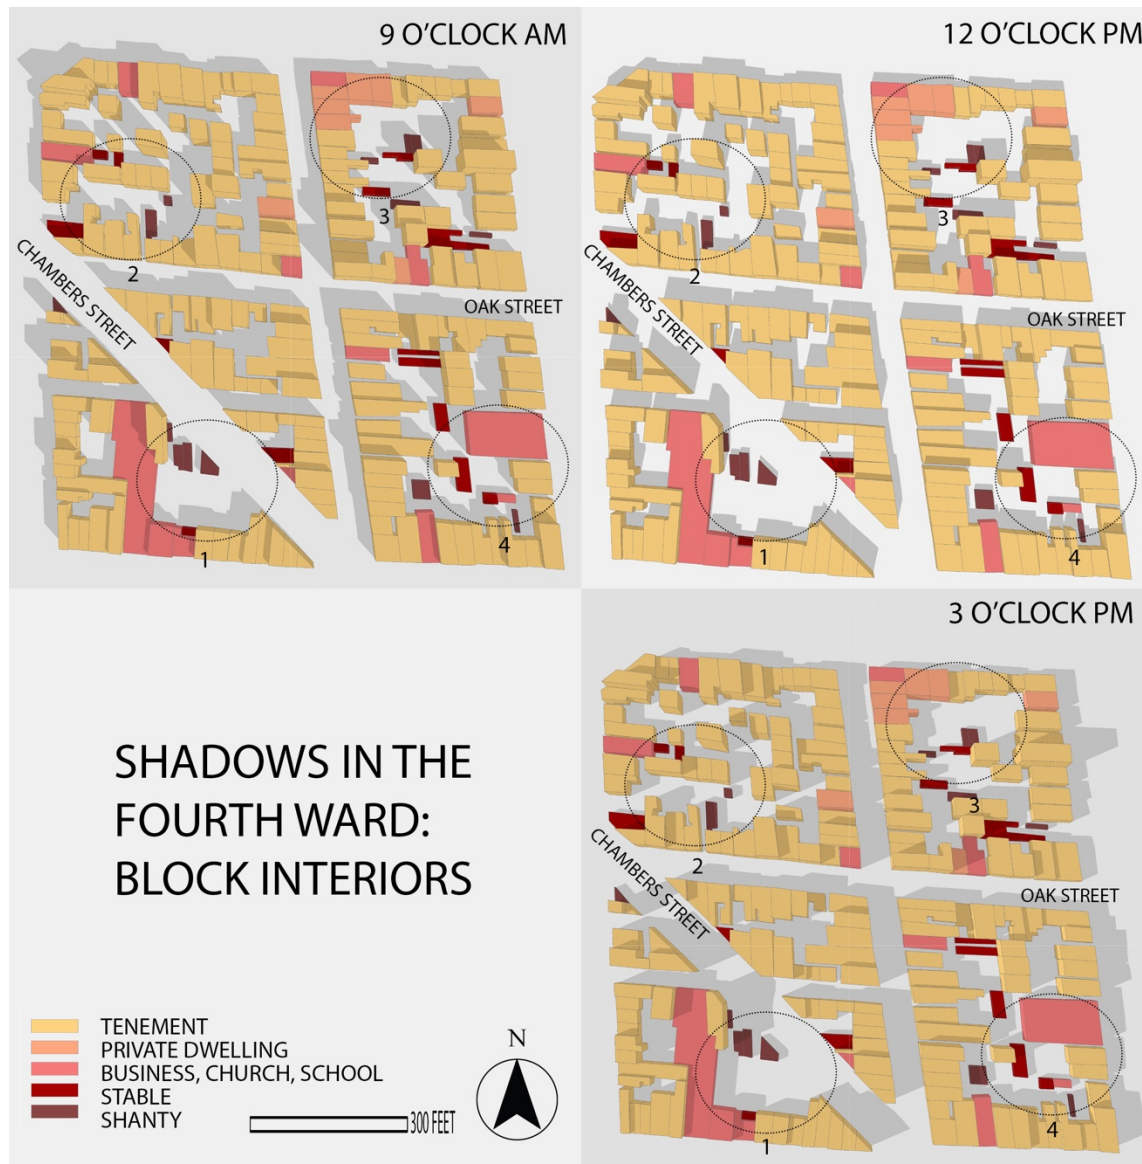 9 O'CLOCK AM
12 O'CLOCK PM
3
2
CHAMBERS STREET
OAK STREET
1
4
3
2
CHAMBERS STREET
OAK STREET
1
4
3 O'CLOCK PM
3
2
CHAMBERS STREET
OAK STREET
1
4
SHADOWS IN THE
FOURTH WARD:
BLOCK INTERIORS
TENEMENT
PRIVATE DWELLING
BUSINESS, CHURCH, SCHOOL
STABLE
SHANTY
300 FEET
N